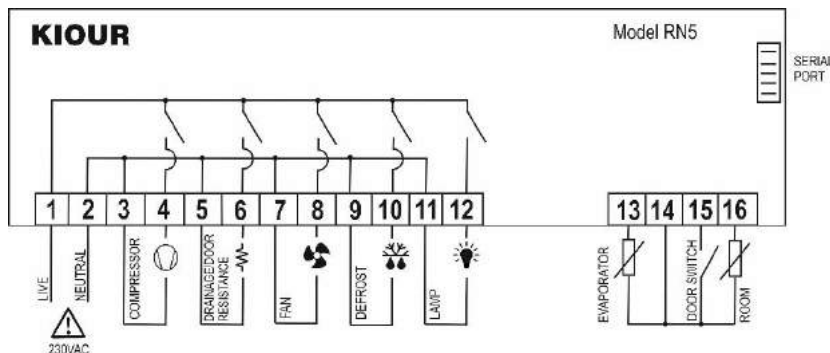 KIOUR
Model RN5
SERIAL
PORT
1 2 3 4 5 6 7 8 9 10 11 12
13 14 15 16
LIVE
NEUTRAL
COMPRESSOR
DRAINAGE/DOOR
RESISTANCE
FAN
DEFROST
LAMP
EVAPORATOR
DOOR SWITCH
ROOM
230VAC